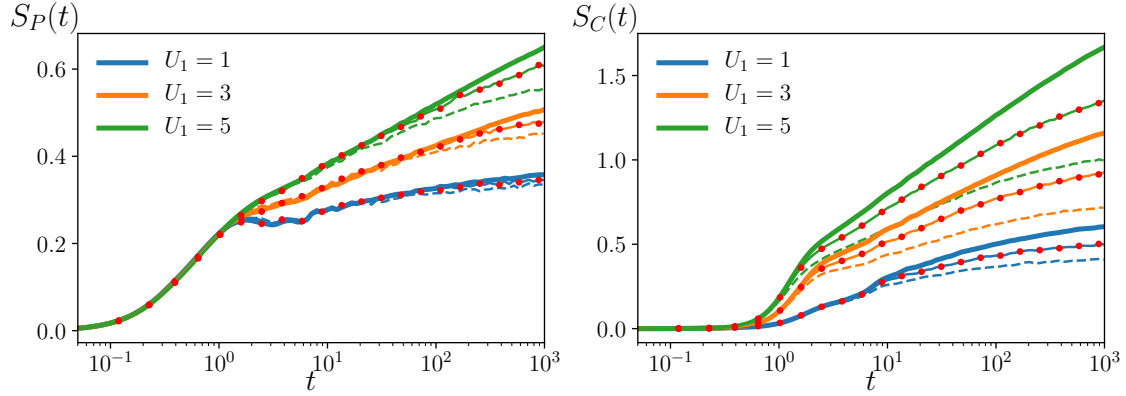 S_P(t)
U_1 = 1
U_1 = 3
U_1 = 5
0.6
0.4
0.2
0.0
10^{-1} 10^0 10^1 10^2 10^3
t
S_C(t)
U_1 = 1
U_1 = 3
U_1 = 5
1.5
1.0
0.5
0.0
10^{-1} 10^0 10^1 10^2 10^3
t